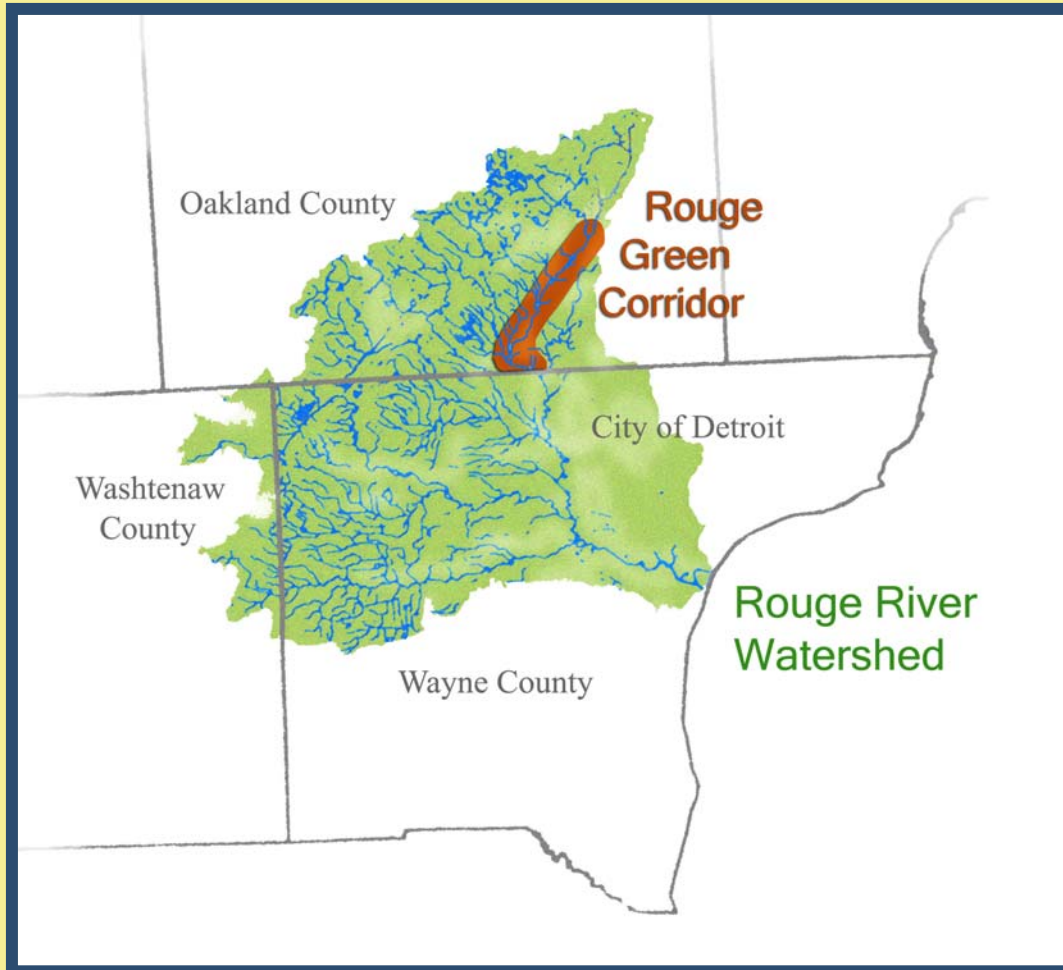 Oakland County
Rouge
Green
Corridor
City of Detroit
Washtenaw
County
Rouge River
Watershed
Wayne County